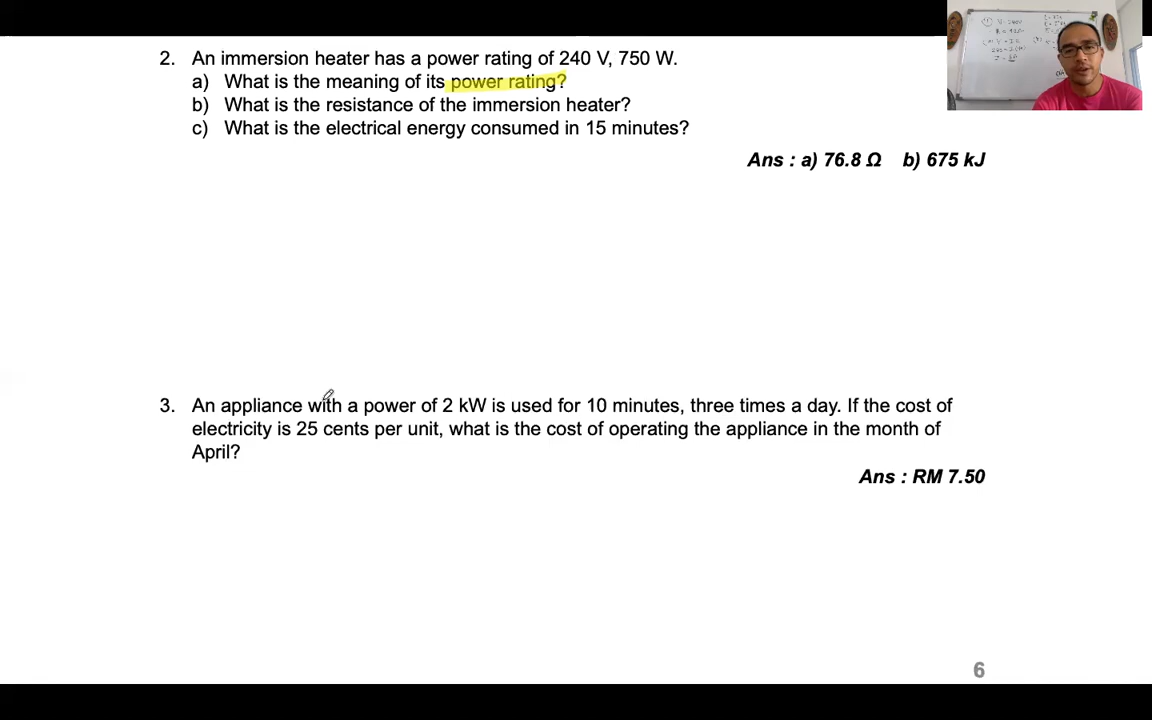 2. An immersion heater has a power rating of 240 V, 750 W.
a) What is the meaning of its power rating?
b) What is the resistance of the immersion heater?
c) What is the electrical energy consumed in 15 minutes?
Ans : a) 76.8 Ω b) 675 kJ
3. An appliance with a power of 2 kW is used for 10 minutes, three times a day. If the cost of
electricity is 25 cents per unit, what is the cost of operating the appliance in the month of
April?
Ans : RM 7.50
6